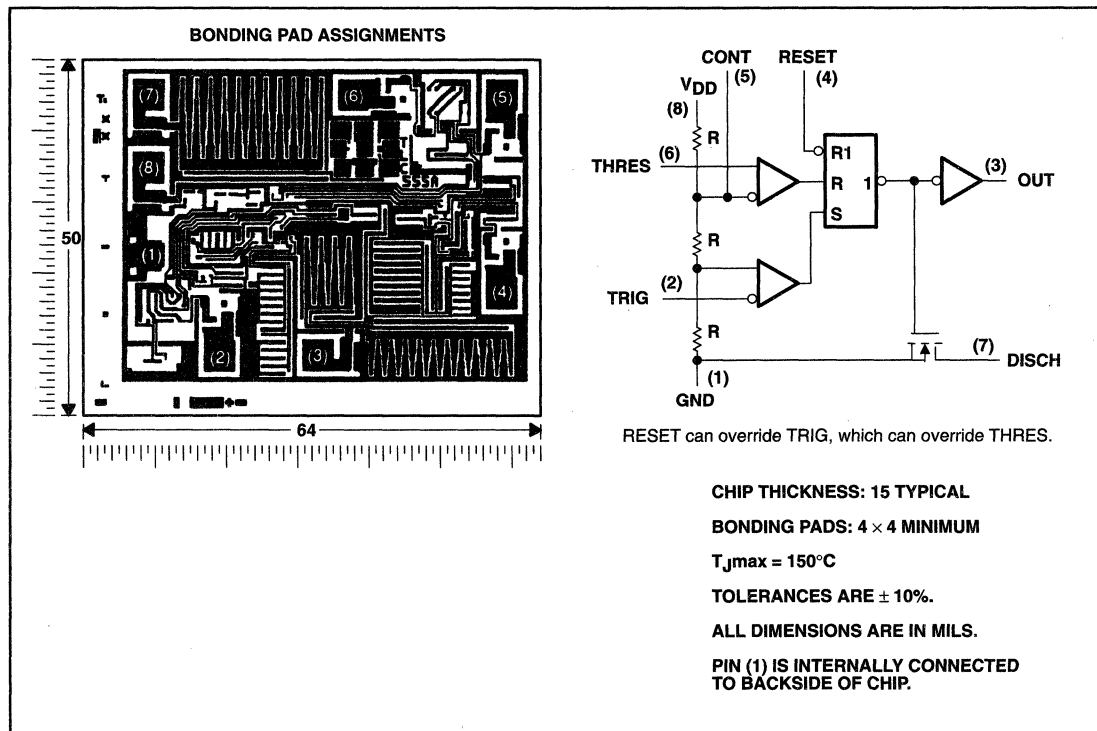 BONDING PAD ASSIGNMENTS
(7)
(6)
(5)
(8)
(1)
(4)
(2)
(3)
50
64
CONT
(5)
RESET
(4)
VDD
(8)
R
(6)
THRES
R1
R
1
S
(3)
OUT
R
(2)
TRIG
R
(1)
(7)
DISCH
GND
RESET can override TRIG, which can override THRES.
CHIP THICKNESS: 15 TYPICAL
BONDING PADS: 4 × 4 MINIMUM
TJmax = 150°C
TOLERANCES ARE ± 10%.
ALL DIMENSIONS ARE IN MILS.
PIN (1) IS INTERNALLY CONNECTED
TO BACKSIDE OF CHIP.